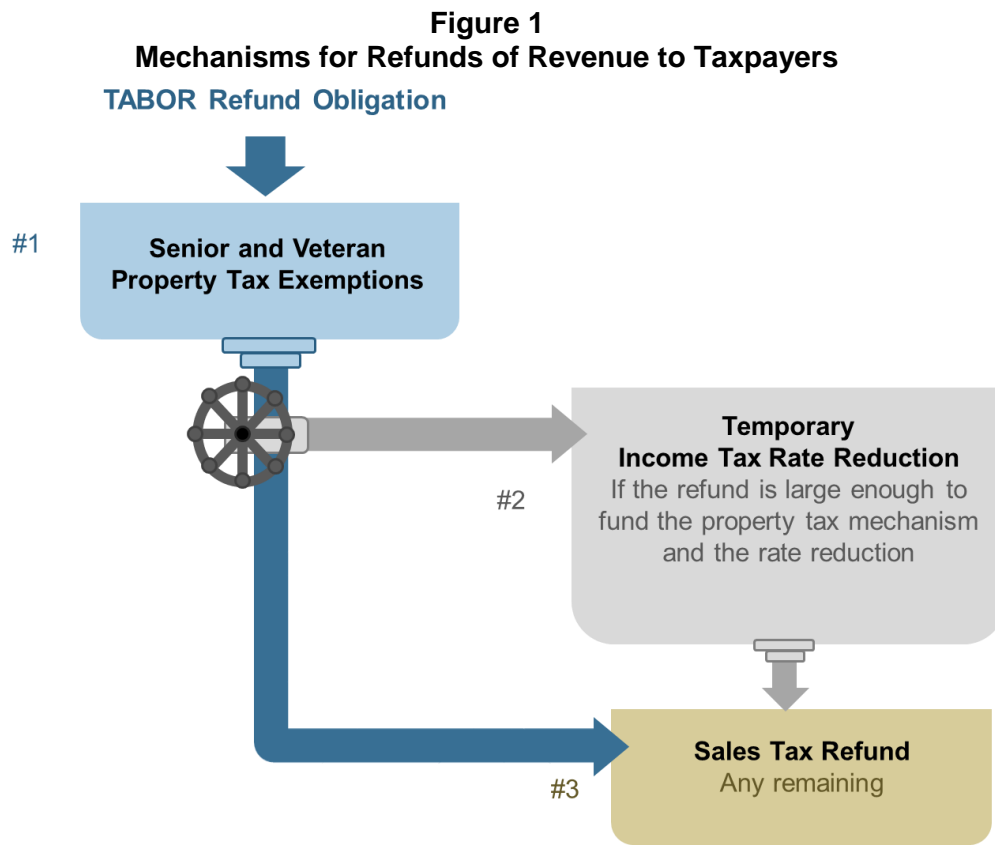 Figure 1
Mechanisms for Refunds of Revenue to Taxpayers
TABOR Refund Obligation
#1
Senior and Veteran
Property Tax Exemptions
#2
Temporary
Income Tax Rate Reduction
If the refund is large enough to
fund the property tax mechanism
and the rate reduction
#3
Sales Tax Refund
Any remaining